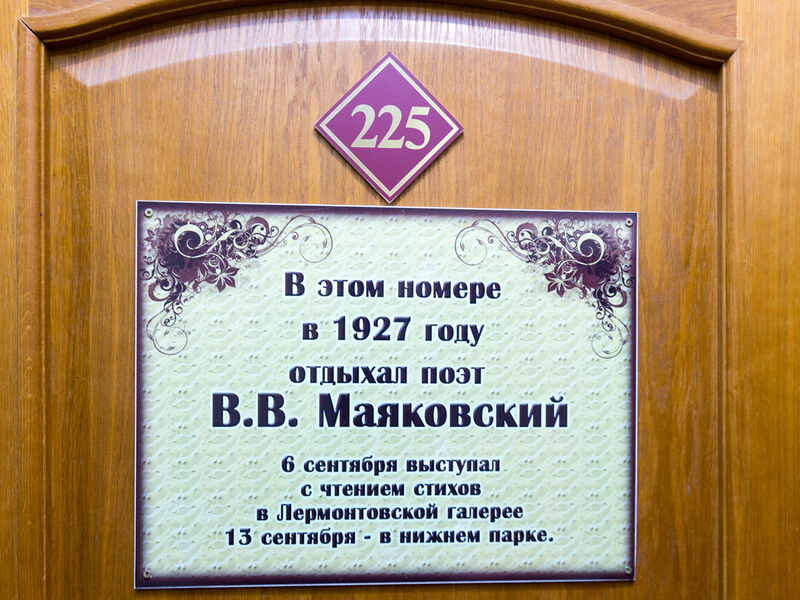 225
В этом номере
в 1927 году
отдыхал поэт
В.В. Маяковский
6 сентября выступал
с чтением стихов
в Лермонтовской галерее
13 сентября - в нижнем парке.